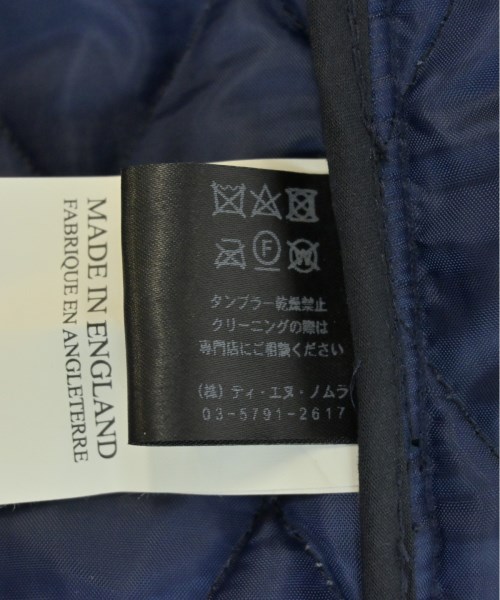 MADE IN ENGLAND
FABRIQUE EN ANGLETERRE
F
W
タンブラー乾燥禁止
クリーニングの際は
専門店にご相談ください
(株)ティ・エヌ・ノムラ
03-5791-2617